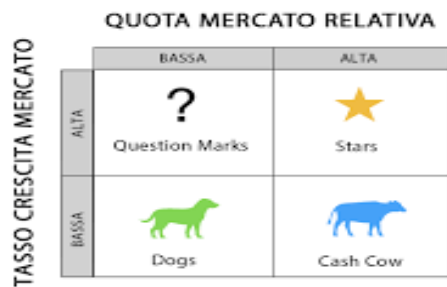 QUOTA MERCATO RELATIVA
BASSA ALTA
TASSO CRESCITA MERCATO
ALTA
?
Question Marks Stars
BASSA
Dogs Cash Cow